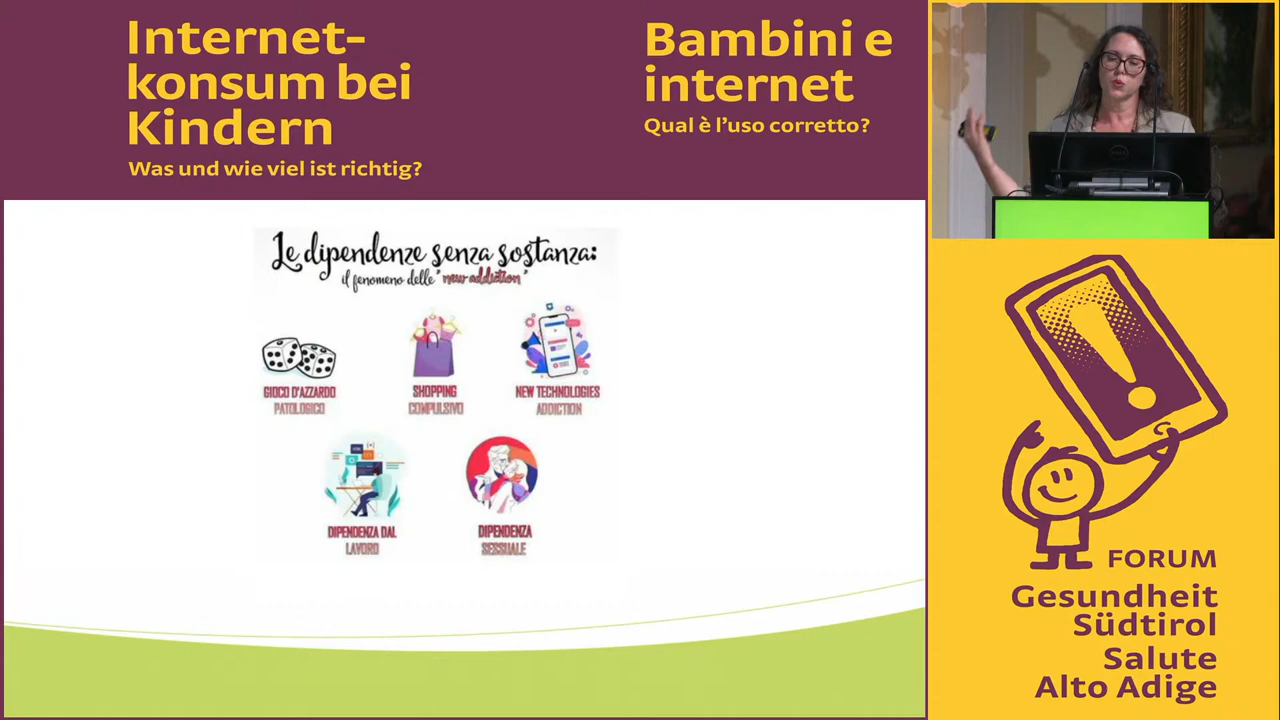 Internet-
konsum bei
Kindern
Was und wie viel ist richtig?
Bambini e
internet
Qual è l'uso corretto?
Le dipendenze senza sostanza:
il fenomeno delle "new addiction"
GIOCO D'AZZARDO
PATOLOGICO
SHOPPING
COMPULSIVO
NEW TECHNOLOGIES
ADDICTION
DIPENDENZA DAL
LAVORO
DIPENDENZA
SESSUALE
DELL
FORUM
Gesundheit
Südtirol
Salute
Alto Adige